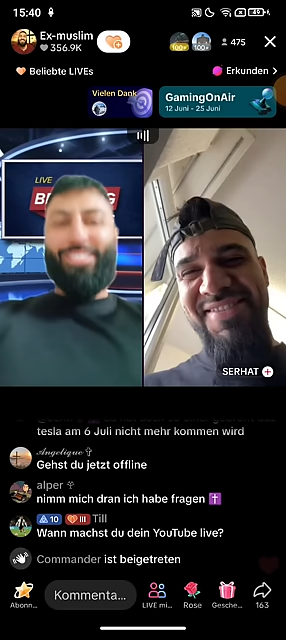 15:40
49
Ex-muslim
356.9K
100+
100+
475
Beliebte LIVEs
Erkunden
Vielen Dank
GamingOnAir
12 Juni - 25 Juni
LIVE
SERHAT
tesla am 6 Juli nicht mehr kommen wird
𝒜𝓃𝑔𝑒𝓁𝒾𝓆𝓊𝑒 ✞
Gehst du jetzt offline
alper ✞
nimm mich dran ich habe fragen ✝️
10 III Till
Wann machst du dein YouTube live?
Commander ist beigetreten
Kommenta...
Abonn...
LIVE mi...
Rose
Gesche...
163